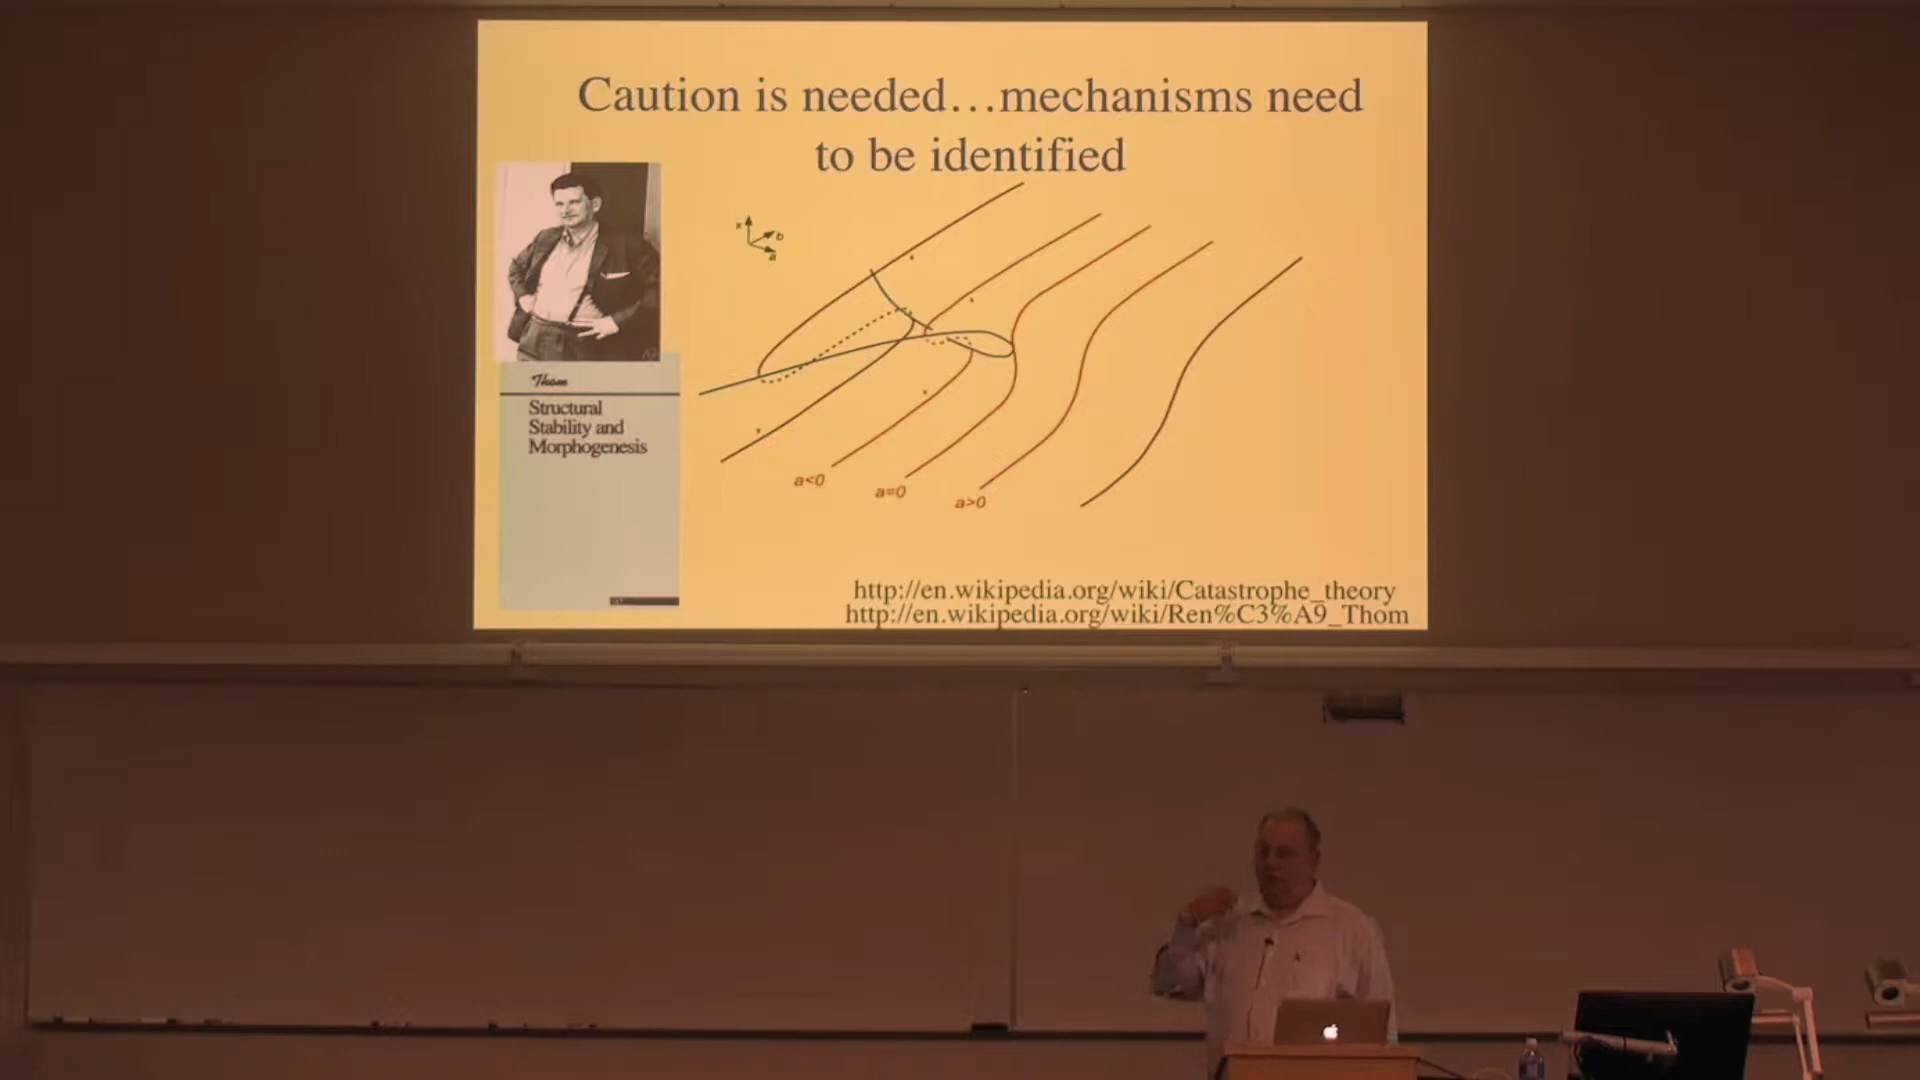 Caution is needed...mechanisms need
to be identified
x
b
a
Thom
Structural
Stability and
Morphogenesis
a<0
a=0
a>0
http://en.wikipedia.org/wiki/Catastrophe_theory
http://en.wikipedia.org/wiki/Ren%C3%A9_Thom